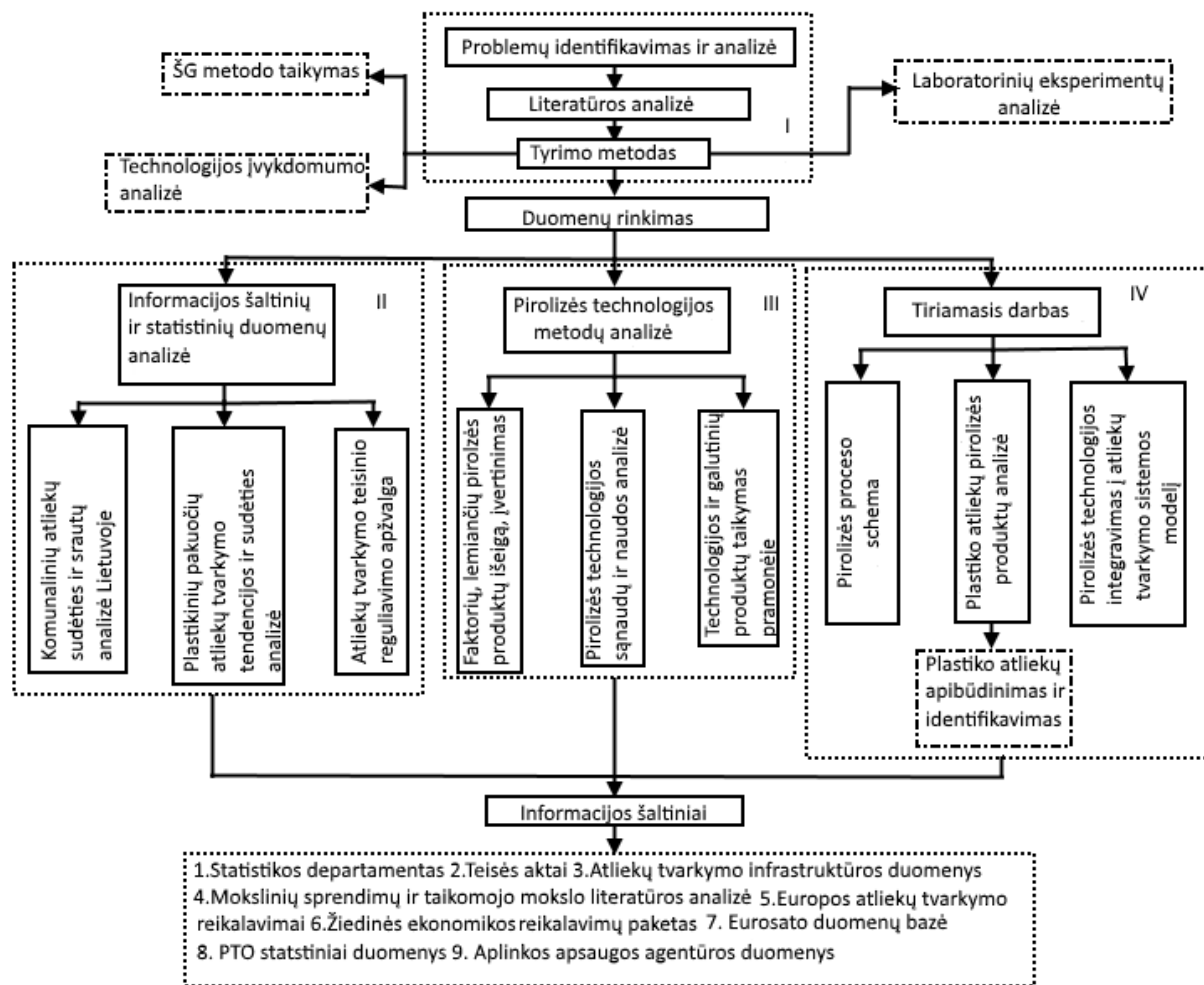 Problemų identifikavimas ir analizė
ŠG metodo taikymas
Literatūros analizė
I
Laboratorinių eksperimentų
analizė
Tyrimo metodas
Technologijos įvykdomumo
analizė
Duomenų rinkimas
II
Informacijos šaltinių
ir statistinių duomenų
analizė
Komunalinių atliekų
sudėties ir srautų
analizė Lietuvoje
Plastikinių pakuočių
atliekų tvarkymo
tendencijos ir sudėties
analizė
Atliekų tvarkymo teisinio
reguliavimo apžvalga
III
Pirolizės technologijos
metodų analizė
Faktorių, lemiančių pirolzės
produktų išeigą, įvertinimas
Pirolizės technologijos
sąnaudų ir naudos analizė
Technologijos ir galutinių
produktų taikymas
pramonėje
IV
Tiriamasis darbas
Pirolizės proceso
schema
Plastiko atliekų pirolizės
produktų analizė
Pirolizės technologijos
integravimas į atliekų
tvarkymo sistemos
modelį
Plastiko atliekų
apibūdinimas ir
identifikavimas
Informacijos šaltiniai
1.Statistikos departamentas 2.Teisės aktai 3.Atliekų tvarkymo infrastruktūros duomenys
4.Mokslinių sprendimų ir taikomojo mokslo literatūros analizė 5.Europos atliekų tvarkymo
reikalavimai 6.Žiedinės ekonomikos reikalavimų paketas 7. Eurosato duomenų bazė
8. PTO statstiniai duomenys 9. Aplinkos apsaugos agentūros duomenys